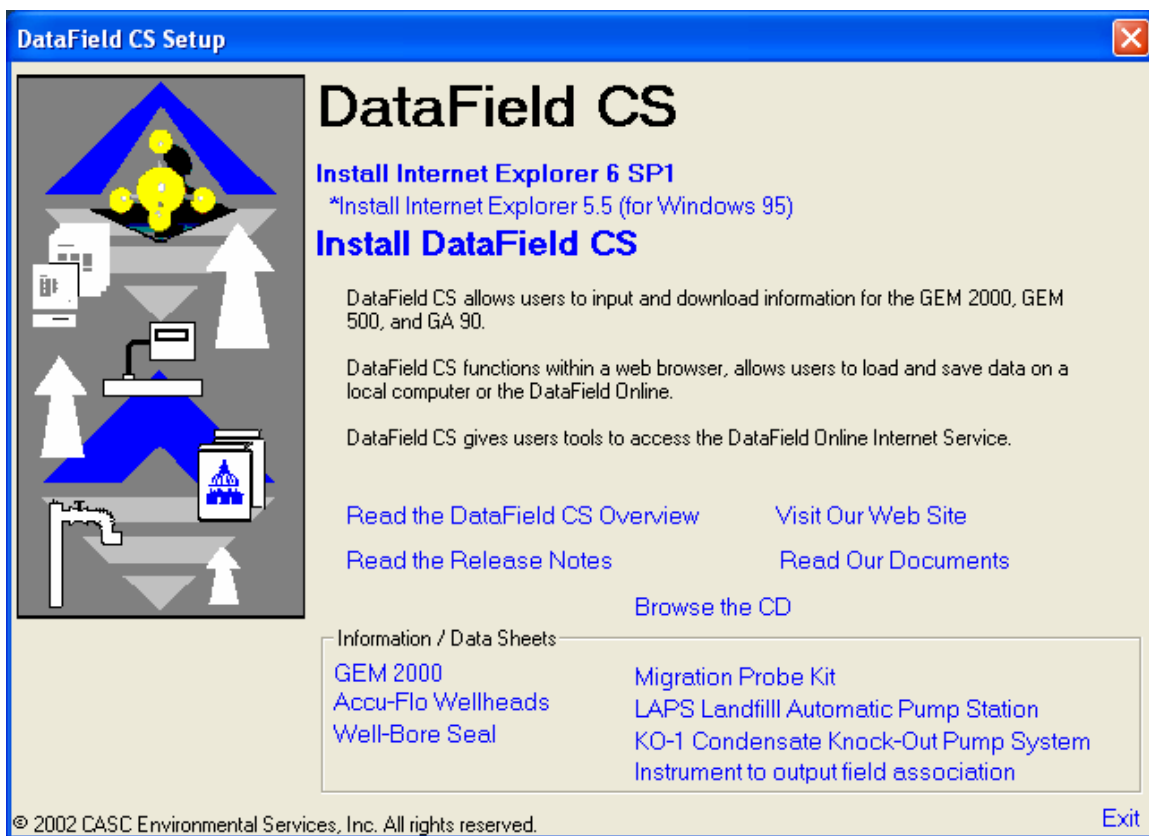 DataField CS Setup
DataField CS
Install Internet Explorer 6 SP1
*Install Internet Explorer 5.5 (for Windows 95)
Install DataField CS
DataField CS allows users to input and download information for the GEM 2000, GEM
500, and GA 90.
DataField CS functions within a web browser, allows users to load and save data on a
local computer or the DataField Online.
DataField CS gives users tools to access the DataField Online Internet Service.
Read the DataField CS Overview
Visit Our Web Site
Read the Release Notes
Read Our Documents
Browse the CD
Information / Data Sheets
GEM 2000
Accu-Flo Wellheads
Well-Bore Seal
Migration Probe Kit
LAPS Landfilll Automatic Pump Station
KO-1 Condensate Knock-Out Pump System
Instrument to output field association
© 2002 CASC Environmental Services, Inc. All rights reserved.
Exit